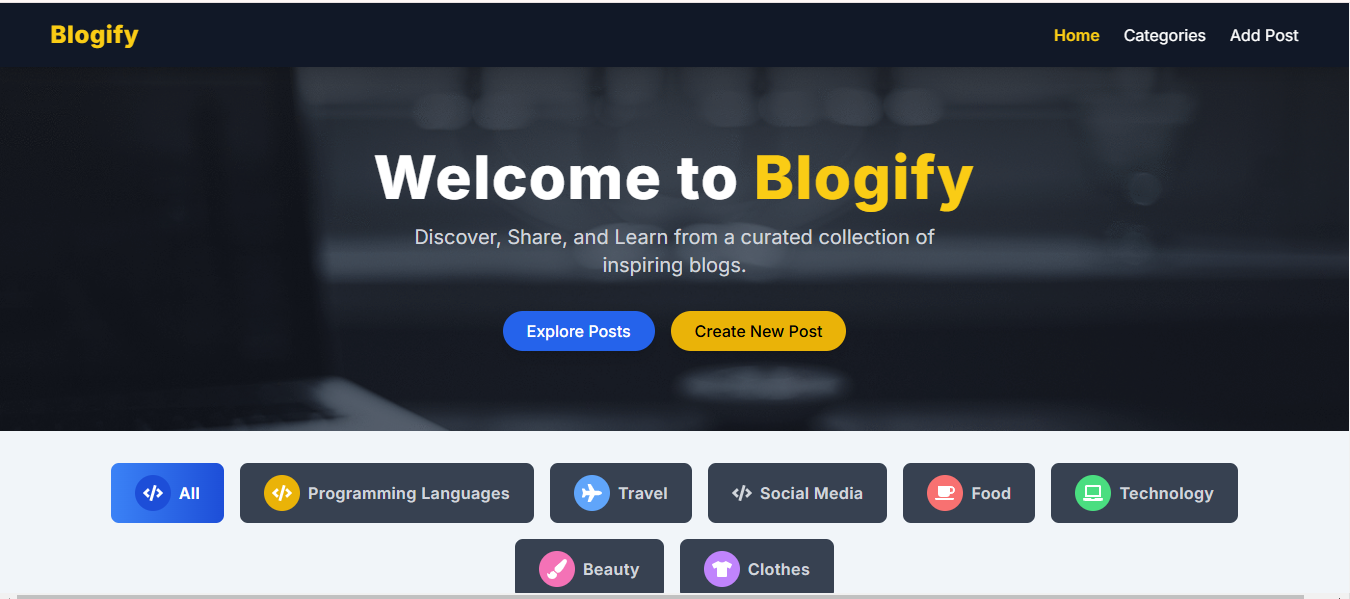 Blogify
Home
Categories
Add Post
Welcome to Blogify
Discover, Share, and Learn from a curated collection of
inspiring blogs.
Explore Posts
Create New Post
All
Programming Languages
Travel
Social Media
Food
Technology
Beauty
Clothes